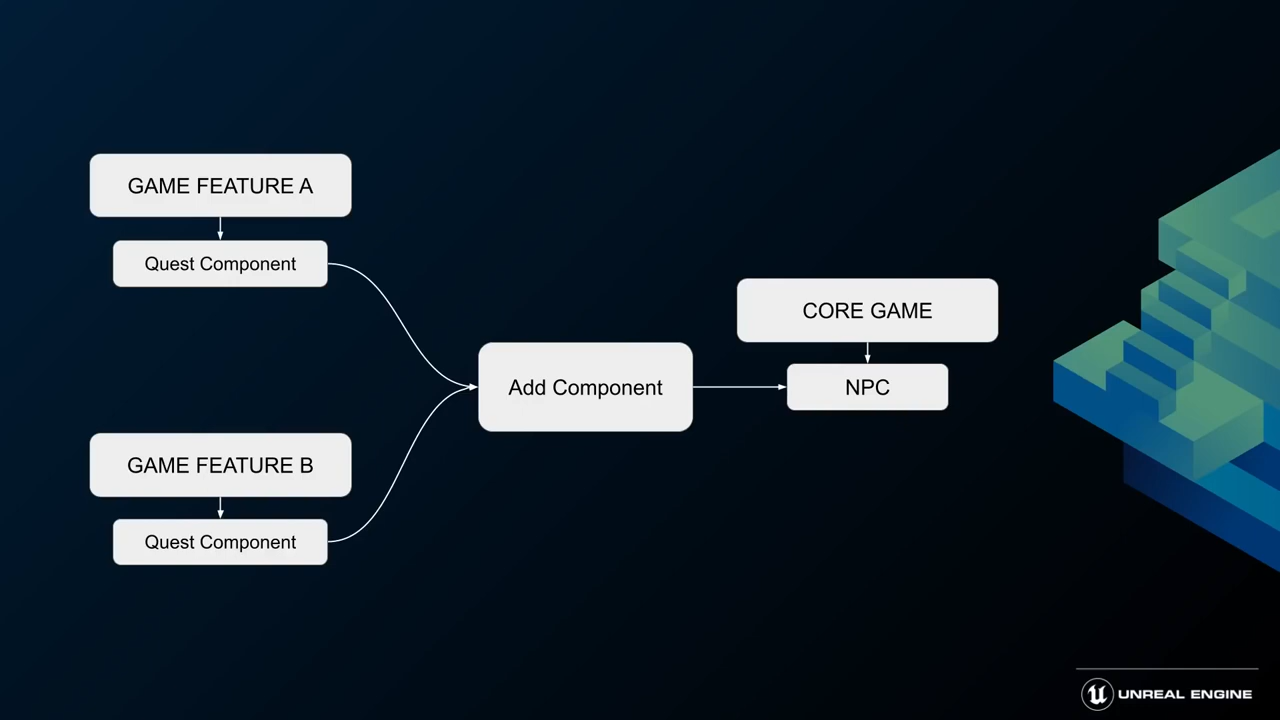 GAME FEATURE A
Quest Component
CORE GAME
Add Component
NPC
GAME FEATURE B
Quest Component
UNREAL ENGINE